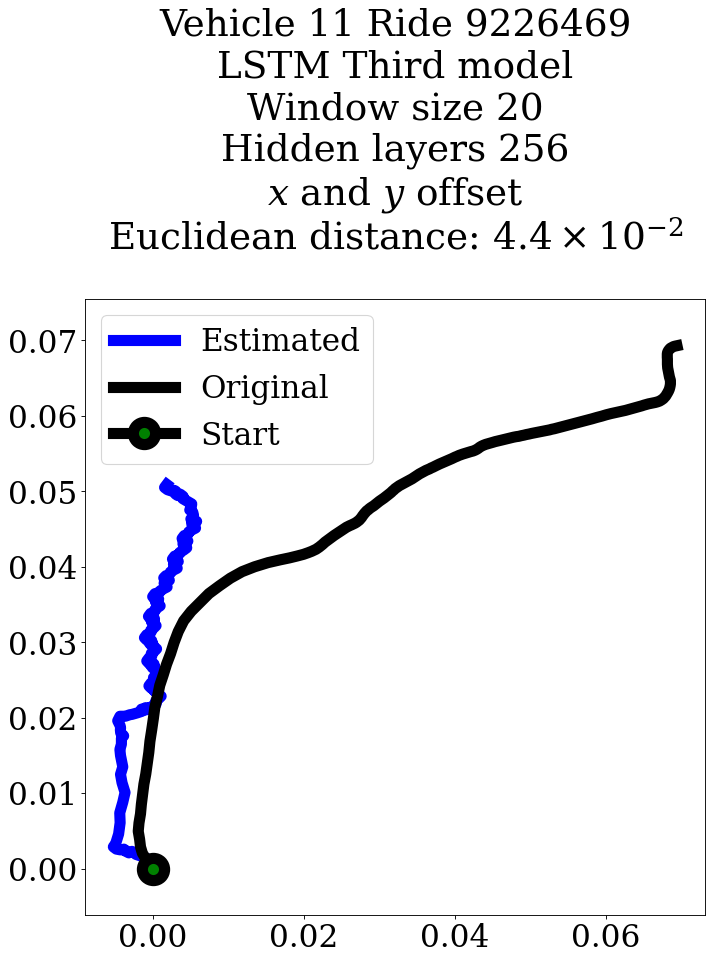 Vehicle 11 Ride 9226469
LSTM Third model
Window size 20
Hidden layers 256
x and y offset
Euclidean distance: 4.4 × 10⁻²
Estimated
Original
Start
0.07
0.06
0.05
0.04
0.03
0.02
0.01
0.00
0.00 0.02 0.04 0.06